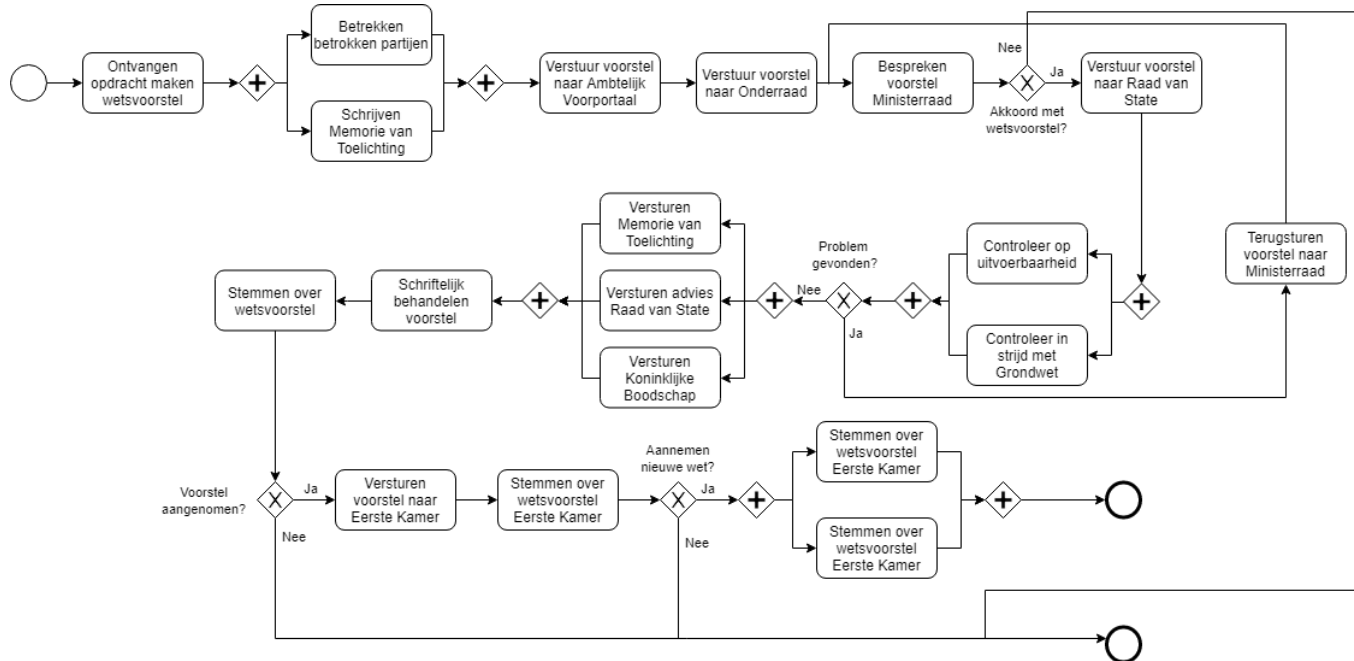 Ontvangen
opdracht maken
wetsvoorstel
Betrekken
betrokken partijen
Schrijven
Memorie van
Toelichting
Verstuur voorstel
naar Ambtelijk
Voorportaal
Verstuur voorstel
naar Onderraad
Bespreken
voorstel
Ministerraad
Nee
X
Ja
Akkoord met
wetsvoorstel?
Verstuur voorstel
naar Raad van
State
Terugsturen
voorstel naar
Ministerraad
Controleer op
uitvoerbaarheid
Controleer in
strijd met
Grondwet
Problem
gevonden?
Nee
X
Ja
Versturen
Memorie van
Toelichting
Versturen advies
Raad van State
Versturen
Koninklijke
Boodschap
Schriftelijk
behandelen
voorstel
Stemmen over
wetsvoorstel
Voorstel
aangenomen?
X
Ja
Nee
Versturen
voorstel naar
Eerste Kamer
Stemmen over
wetsvoorstel
Eerste Kamer
Aannemen
nieuwe wet?
X
Ja
Nee
Stemmen over
wetsvoorstel
Eerste Kamer
Stemmen over
wetsvoorstel
Eerste Kamer